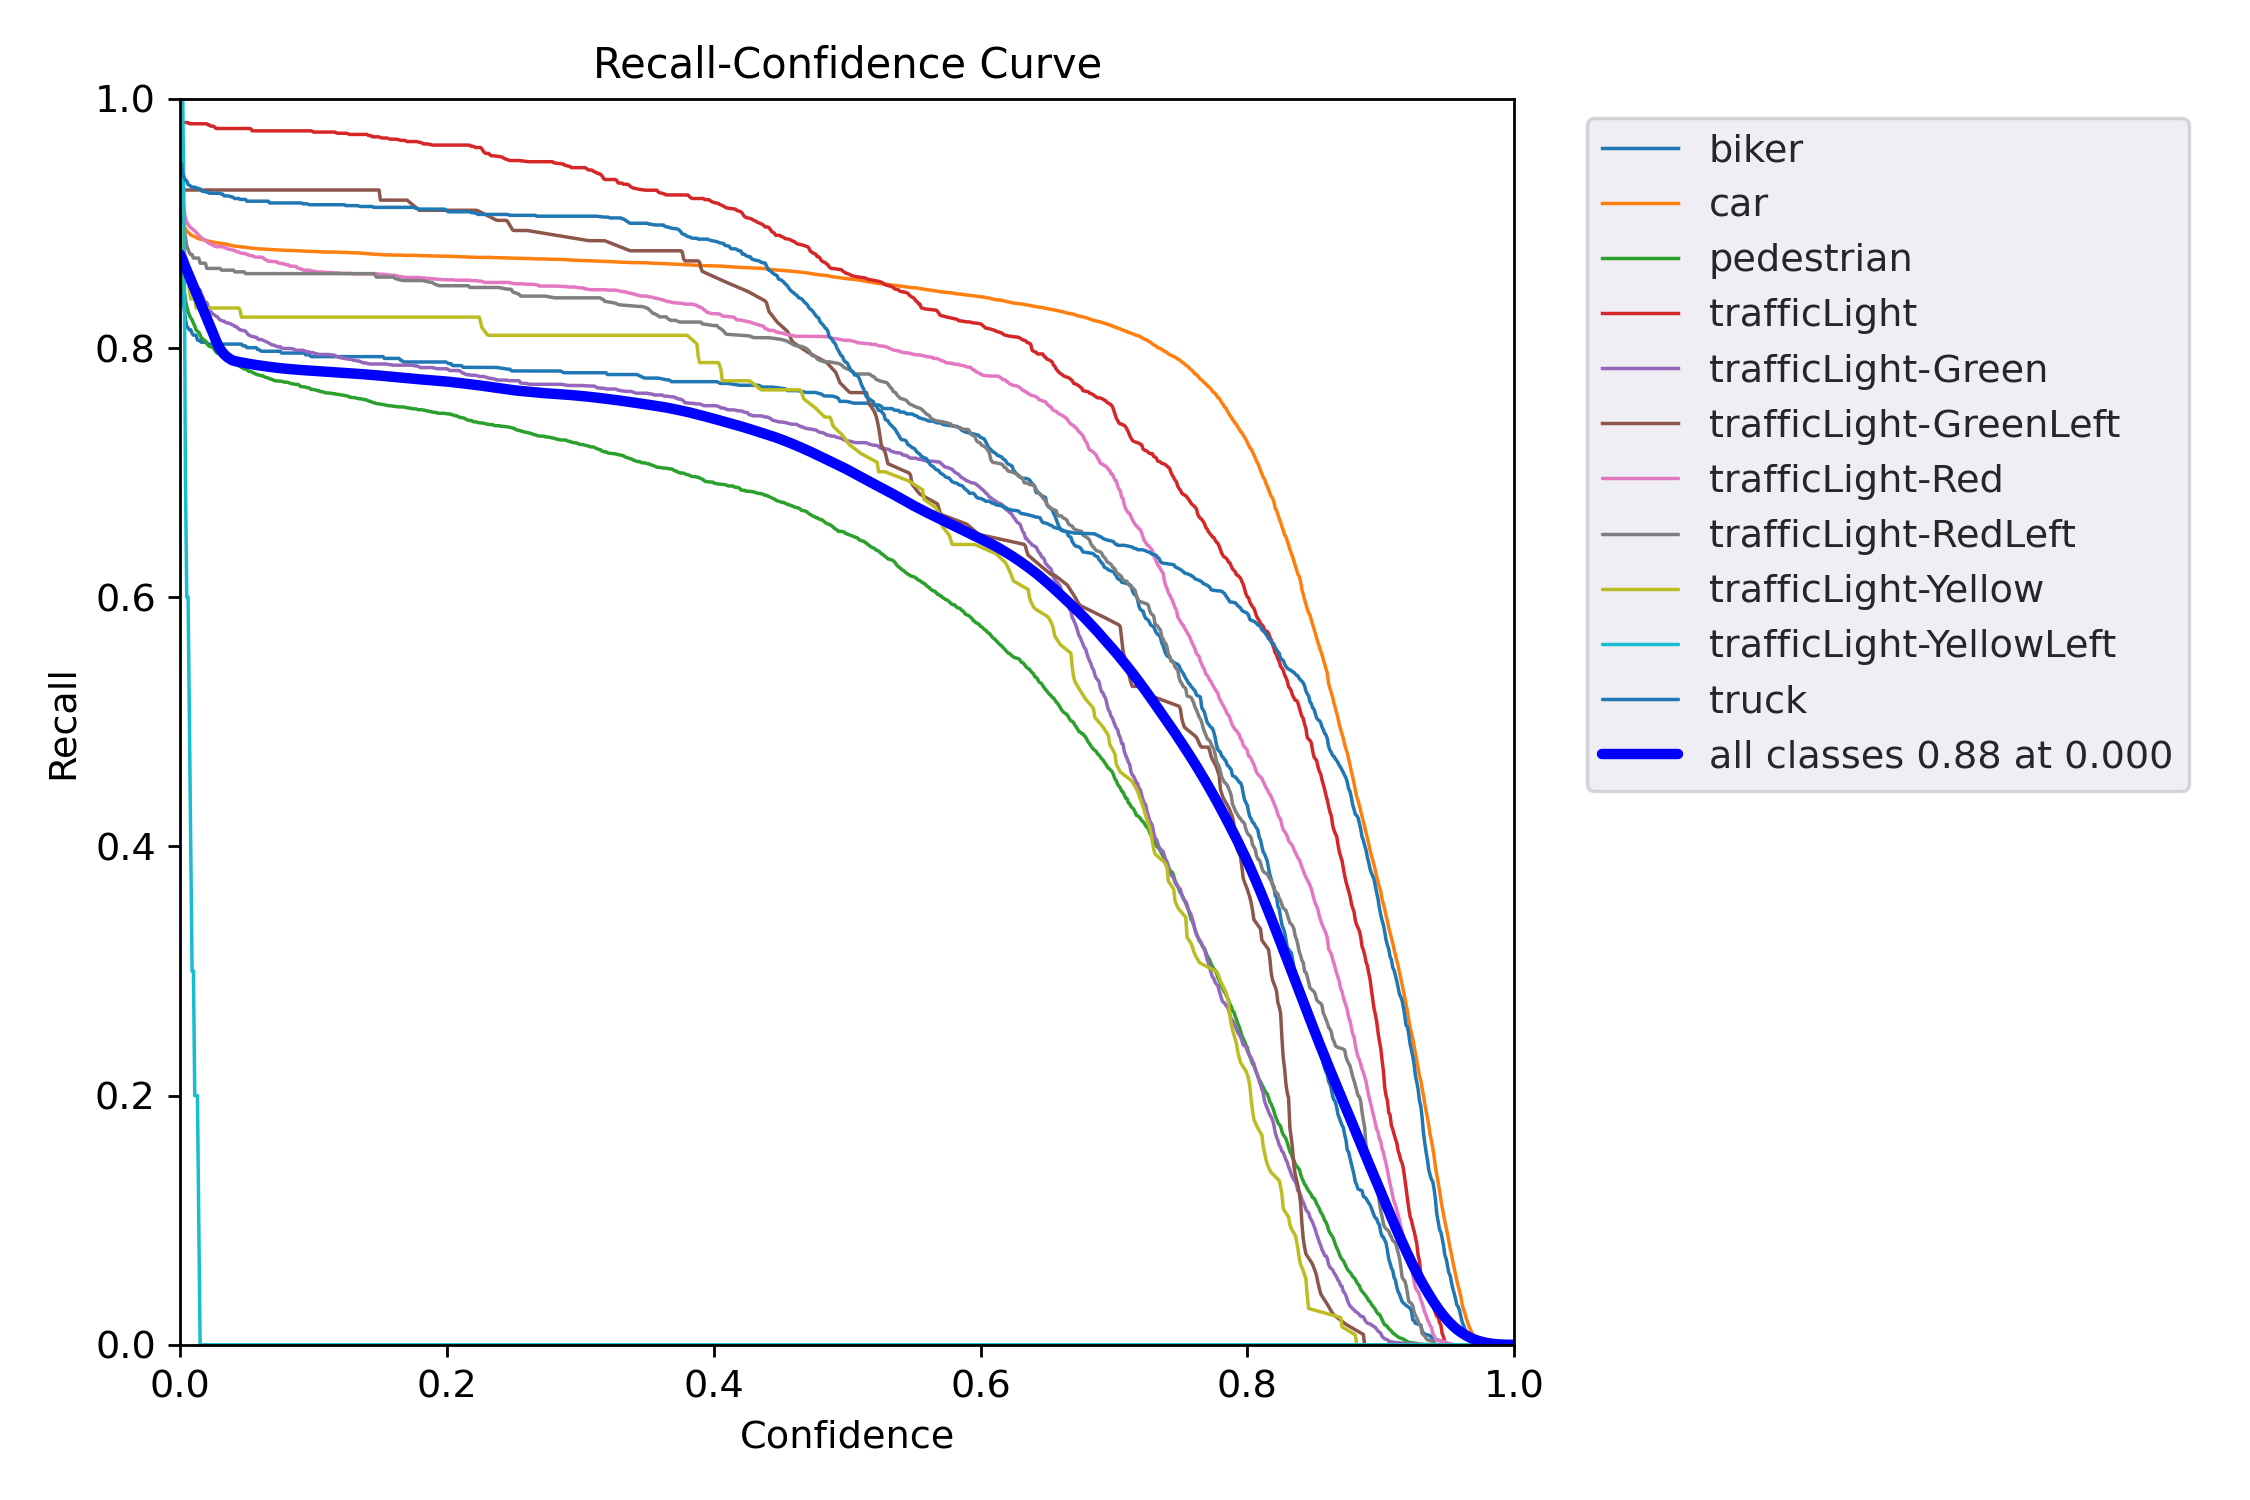 Recall-Confidence Curve
1.0
0.8
0.6
0.4
0.2
0.0
Recall
0.0 0.2 0.4 0.6 0.8 1.0
Confidence
biker
car
pedestrian
trafficLight
trafficLight-Green
trafficLight-GreenLeft
trafficLight-Red
trafficLight-RedLeft
trafficLight-Yellow
trafficLight-YellowLeft
truck
all classes 0.88 at 0.000